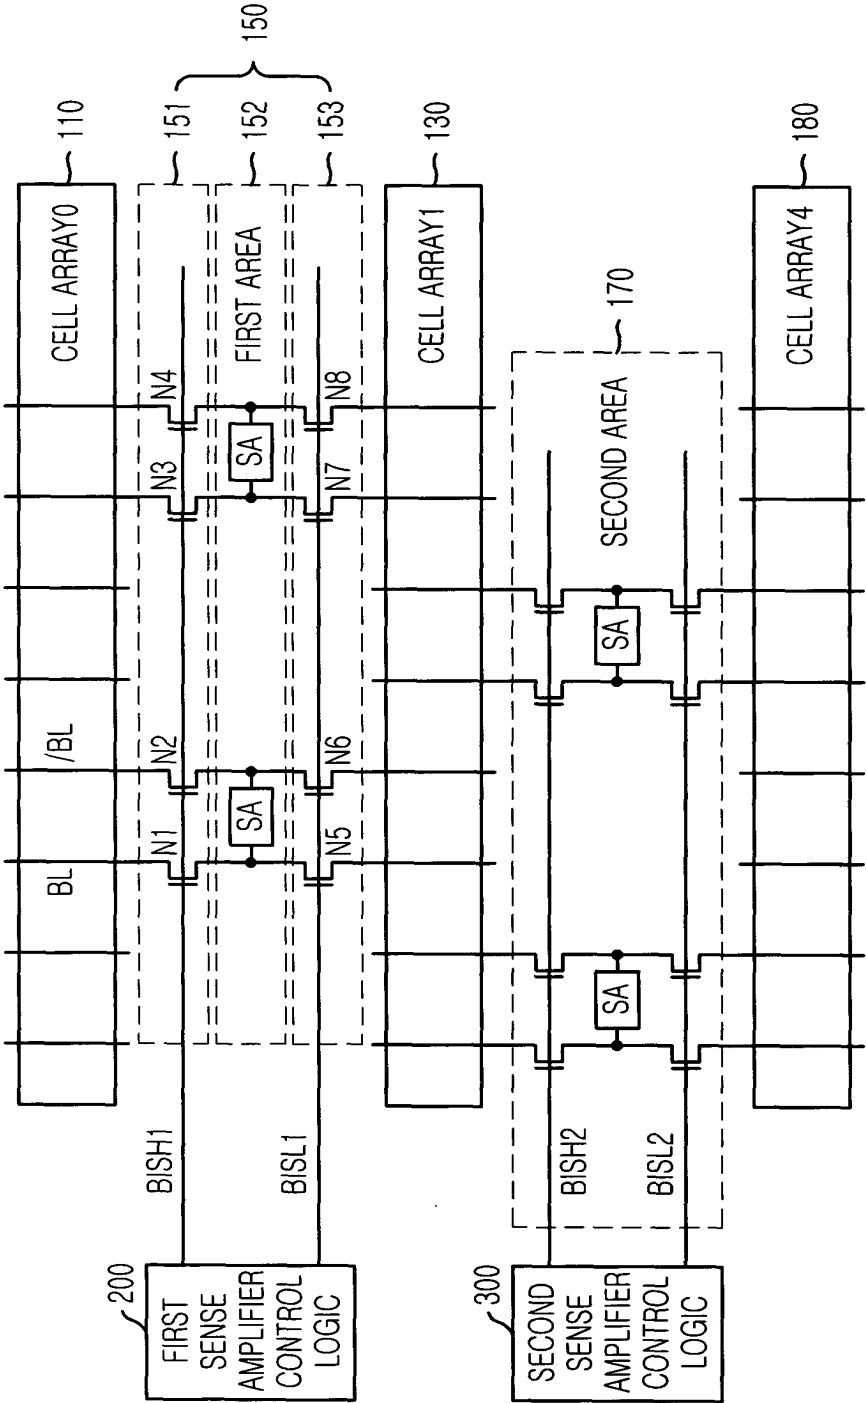 110
CELL ARRAY0
BL
/BL
150
151
152
153
N1
N2
N3
N4
FIRST AREA
SA
SA
N5
N6
N7
N8
BISH1
BISL1
200
FIRST
SENSE
AMPLIFIER
CONTROL
LOGIC
130
CELL ARRAY1
170
SECOND AREA
SA
SA
BISH2
BISL2
300
SECOND
SENSE
AMPLIFIER
CONTROL
LOGIC
180
CELL ARRAY4